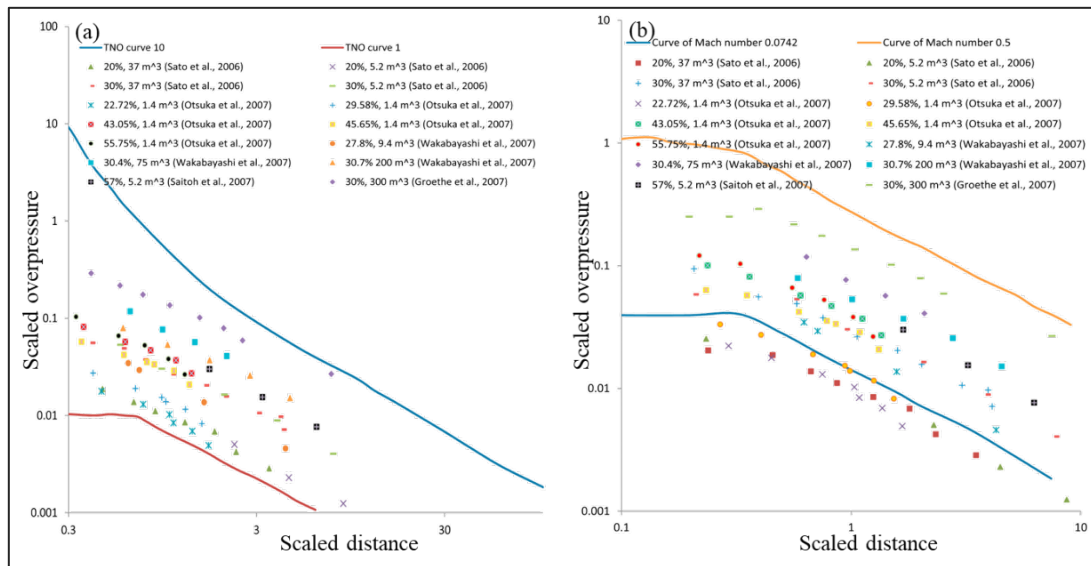 (a)
TNO curve 10
TNO curve 1
20%, 37 m^3 (Sato et al., 2006)
20%, 5.2 m^3 (Sato et al., 2006)
30%, 37 m^3 (Sato et al., 2006)
30%, 5.2 m^3 (Sato et al., 2006)
22.72%, 1.4 m^3 (Otsuka et al., 2007)
29.58%, 1.4 m^3 (Otsuka et al., 2007)
43.05%, 1.4 m^3 (Otsuka et al., 2007)
45.65%, 1.4 m^3 (Otsuka et al., 2007)
55.75%, 1.4 m^3 (Otsuka et al., 2007)
27.8%, 9.4 m^3 (Wakabayashi et al., 2007)
30.4%, 75 m^3 (Wakabayashi et al., 2007)
30.7% 200 m^3 (Wakabayashi et al., 2007)
57%, 5.2 m^3 (Saitoh et al., 2007)
30%, 300 m^3 (Groethe et al., 2007)
100
10
1
0.1
0.01
0.001
Scaled overpressure
0.3
3
30
Scaled distance
(b)
Curve of Mach number 0.0742
Curve of Mach number 0.5
20%, 37 m^3 (Sato et al., 2006)
20%, 5.2 m^3 (Sato et al., 2006)
30%, 37 m^3 (Sato et al., 2006)
30%, 5.2 m^3 (Sato et al., 2006)
22.72%, 1.4 m^3 (Otsuka et al., 2007)
29.58%, 1.4 m^3 (Otsuka et al., 2007)
43.05%, 1.4 m^3 (Otsuka et al., 2007)
45.65%, 1.4 m^3 (Otsuka et al., 2007)
55.75%, 1.4 m^3 (Otsuka et al., 2007)
27.8%, 9.4 m^3 (Wakabayashi et al., 2007)
30.4%, 75 m^3 (Wakabayashi et al., 2007)
30.7% 200 m^3 (Wakabayashi et al., 2007)
57%, 5.2 m^3 (Saitoh et al., 2007)
30%, 300 m^3 (Groethe et al., 2007)
10
1
0.1
0.01
0.001
Scaled overpressure
0.1
1
10
Scaled distance